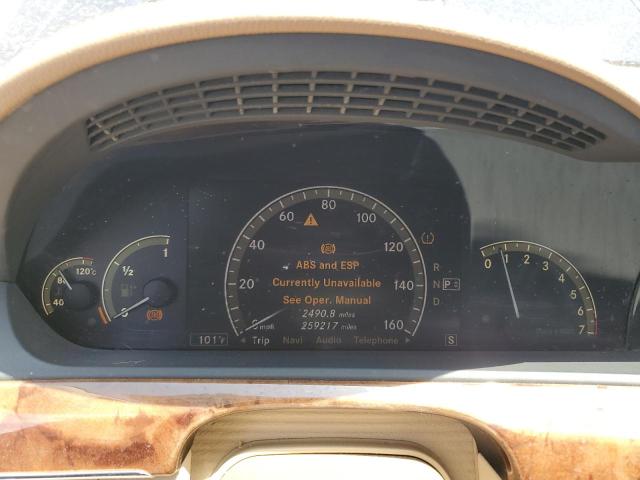 60 80 100
40 120
20 140
0 mph 160
ABS and ESP
Currently Unavailable
See Oper. Manual
2490.8 miles
259217 miles
Trip Navi Audio Telephone
101°F
120°C
40
1
1/2
R
N P
D
S
0 1 2 3 4 5 6 7